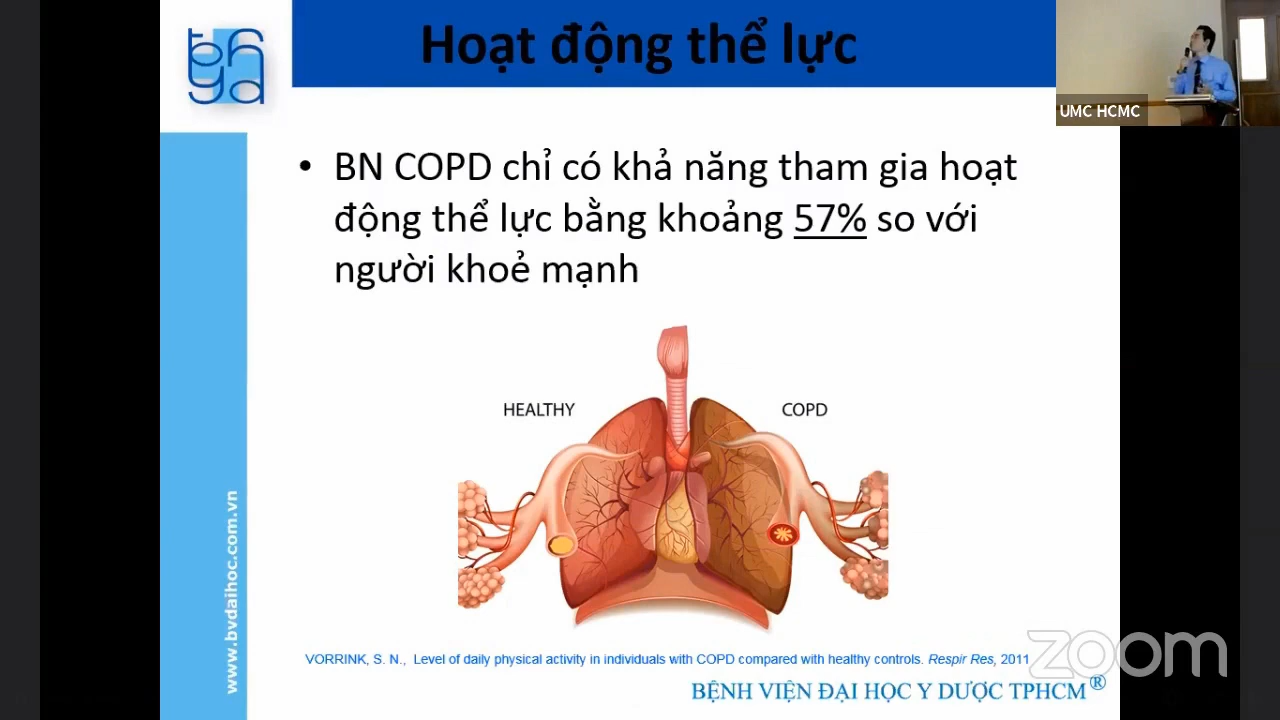 Hoạt động thể lực
UMC HCMC
• BN COPD chỉ có khả năng tham gia hoạt
động thể lực bằng khoảng 57% so với
người khoẻ mạnh
HEALTHY
COPD
www.bvdaihoc.com.vn
VORRINK, S. N., Level of daily physical activity in individuals with COPD compared with healthy controls. Respir Res, 2011
zoom
BỆNH VIỆN ĐẠI HỌC Y DƯỢC TPHCM®